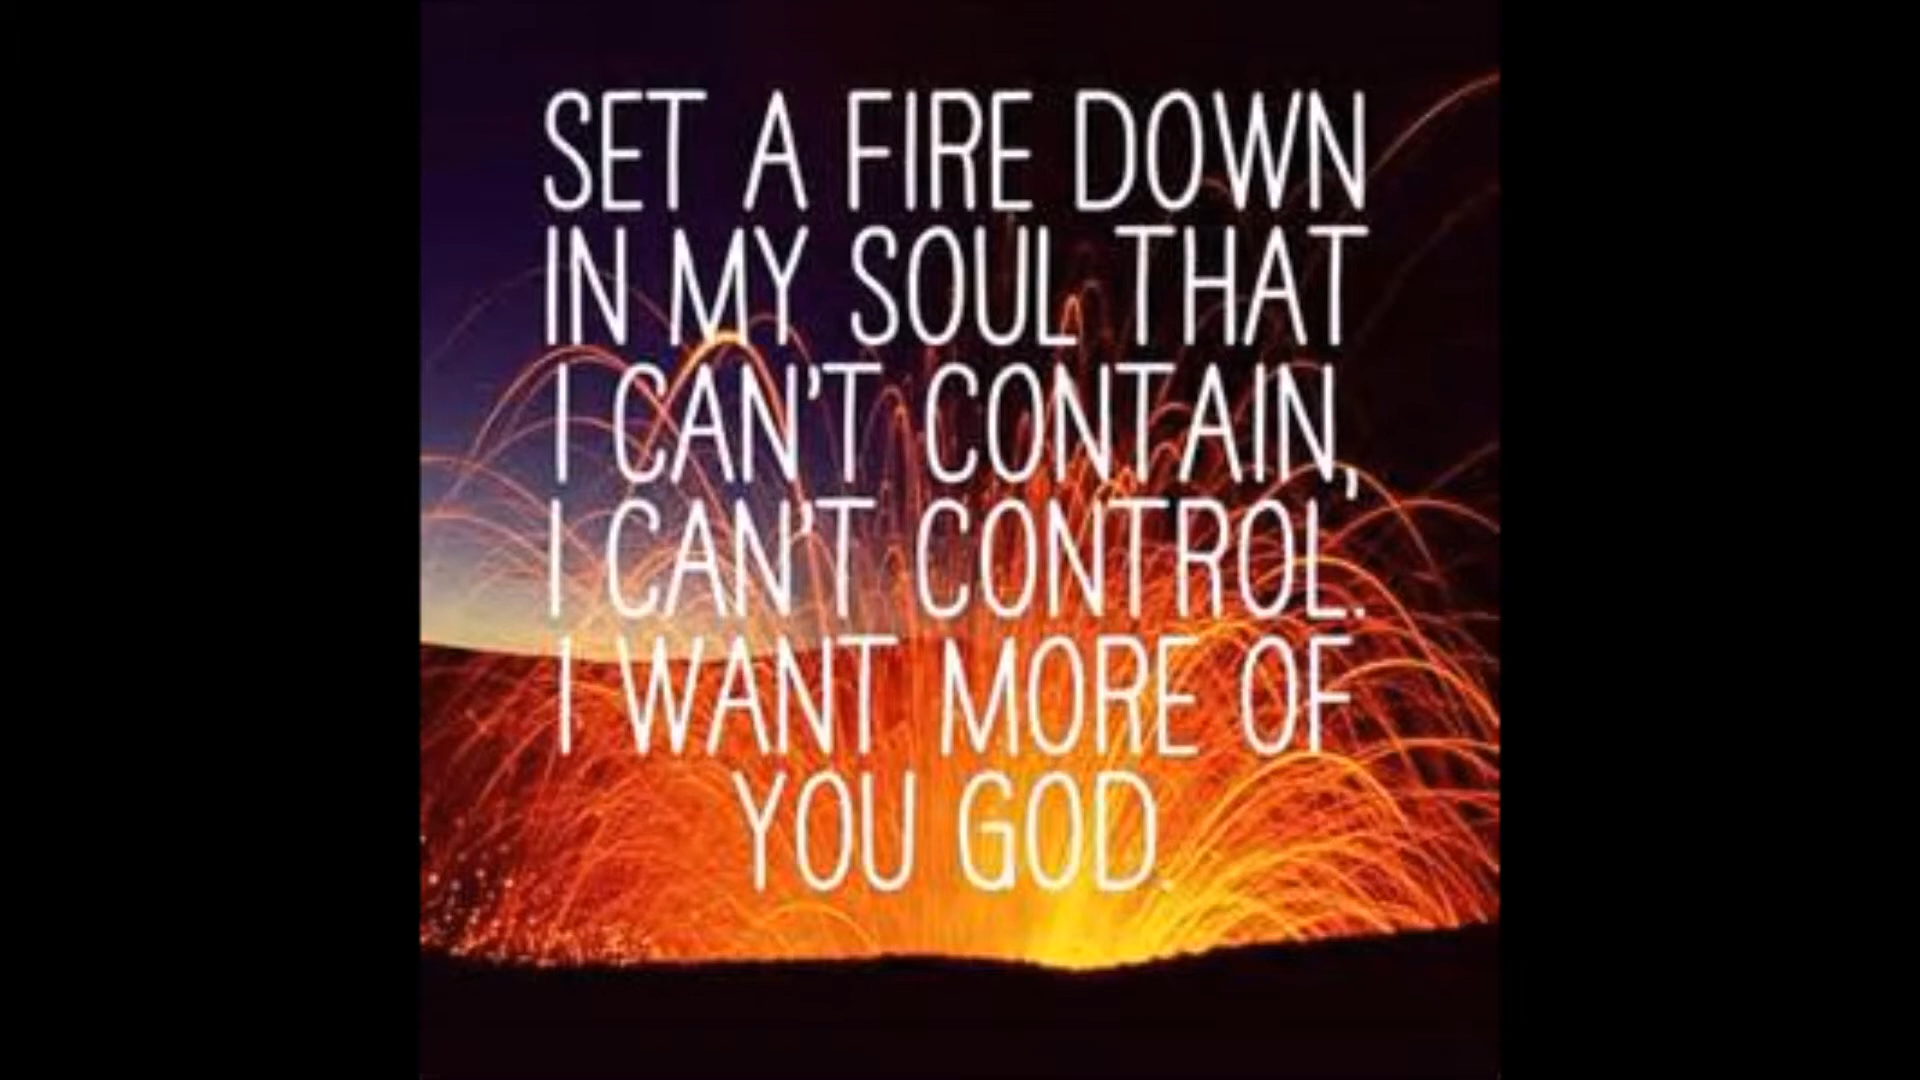 SET A FIRE DOWN
IN MY SOUL THAT
I CAN'T CONTAIN,
I CAN'T CONTROL.
I WANT MORE OF
YOU GOD.